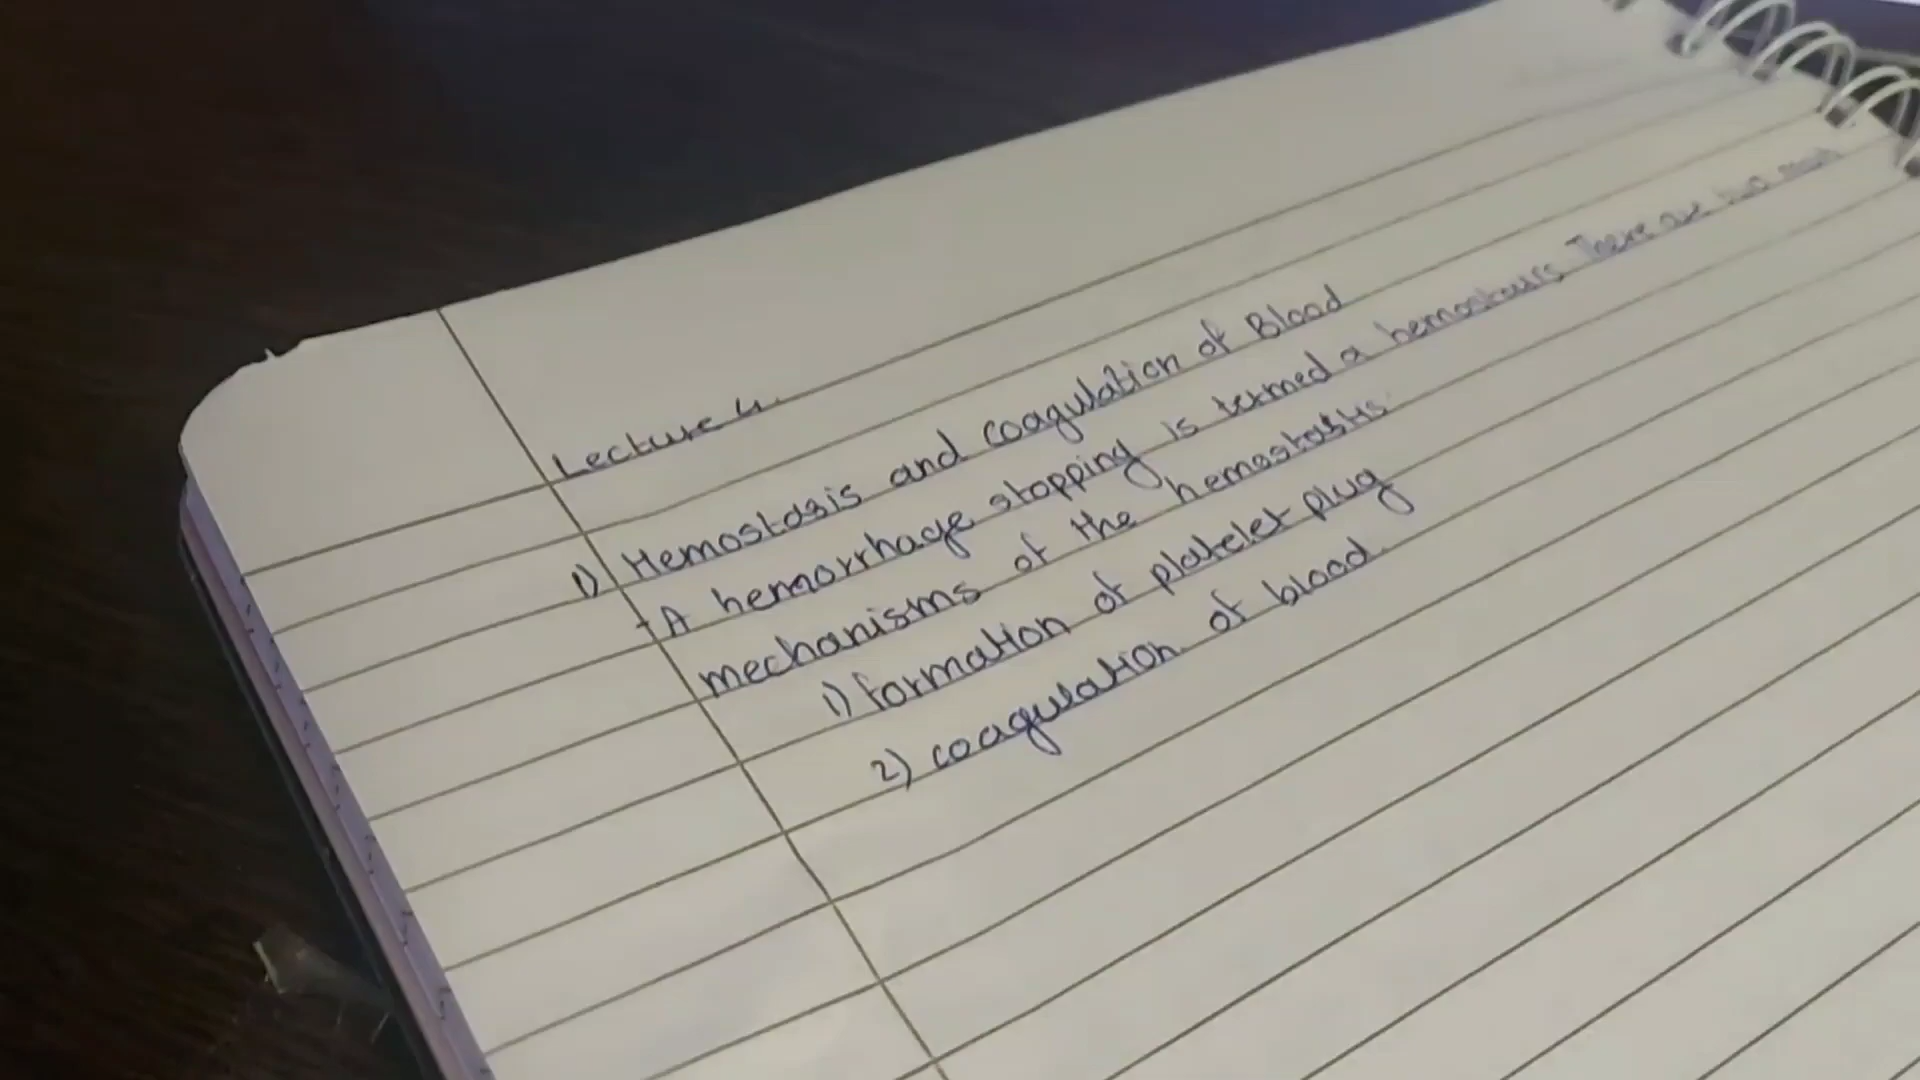 Lecture 4.
1) Hemostasis and coagulation of Blood
- A hemorrhage stopping is termed a hemostasis There are two main
mechanisms of the hemostasis
1) formation of platelet plug
2) coagulation of blood.